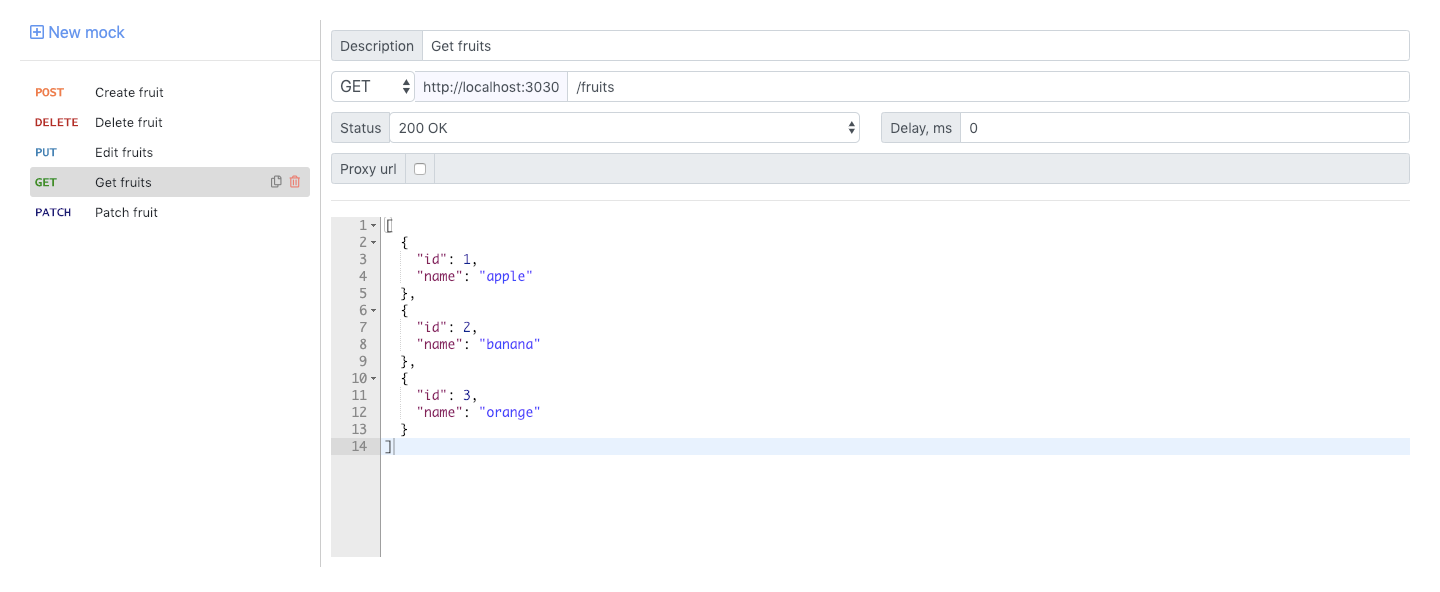 New mock
POST Create fruit
DELETE Delete fruit
PUT Edit fruits
GET Get fruits
PATCH Patch fruit
Description Get fruits
GET http://localhost:3030 /fruits
Status 200 OK Delay, ms 0
Proxy url
1 [
2 {
3 "id": 1,
4 "name": "apple"
5 },
6 {
7 "id": 2,
8 "name": "banana"
9 },
10 {
11 "id": 3,
12 "name": "orange"
13 }
14 ]